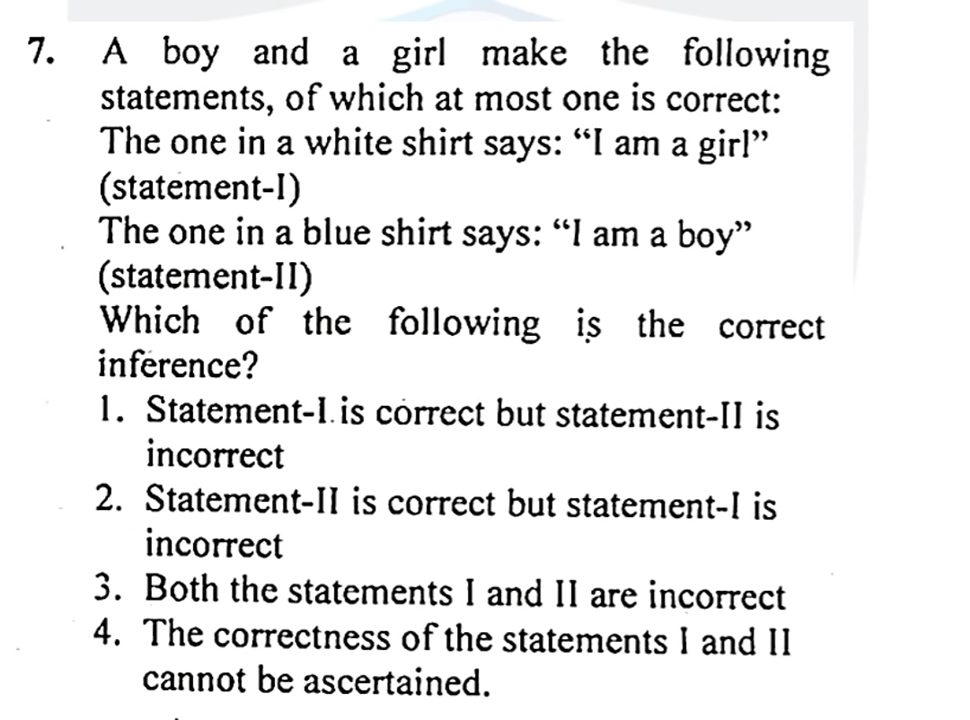 7. A boy and a girl make the following
statements, of which at most one is correct:
The one in a white shirt says: “I am a girl”
(statement-I)
The one in a blue shirt says: “I am a boy”
(statement-II)
Which of the following is the correct
inference?
1. Statement-I is correct but statement-II is
incorrect
2. Statement-II is correct but statement-I is
incorrect
3. Both the statements I and II are incorrect
4. The correctness of the statements I and II
cannot be ascertained.